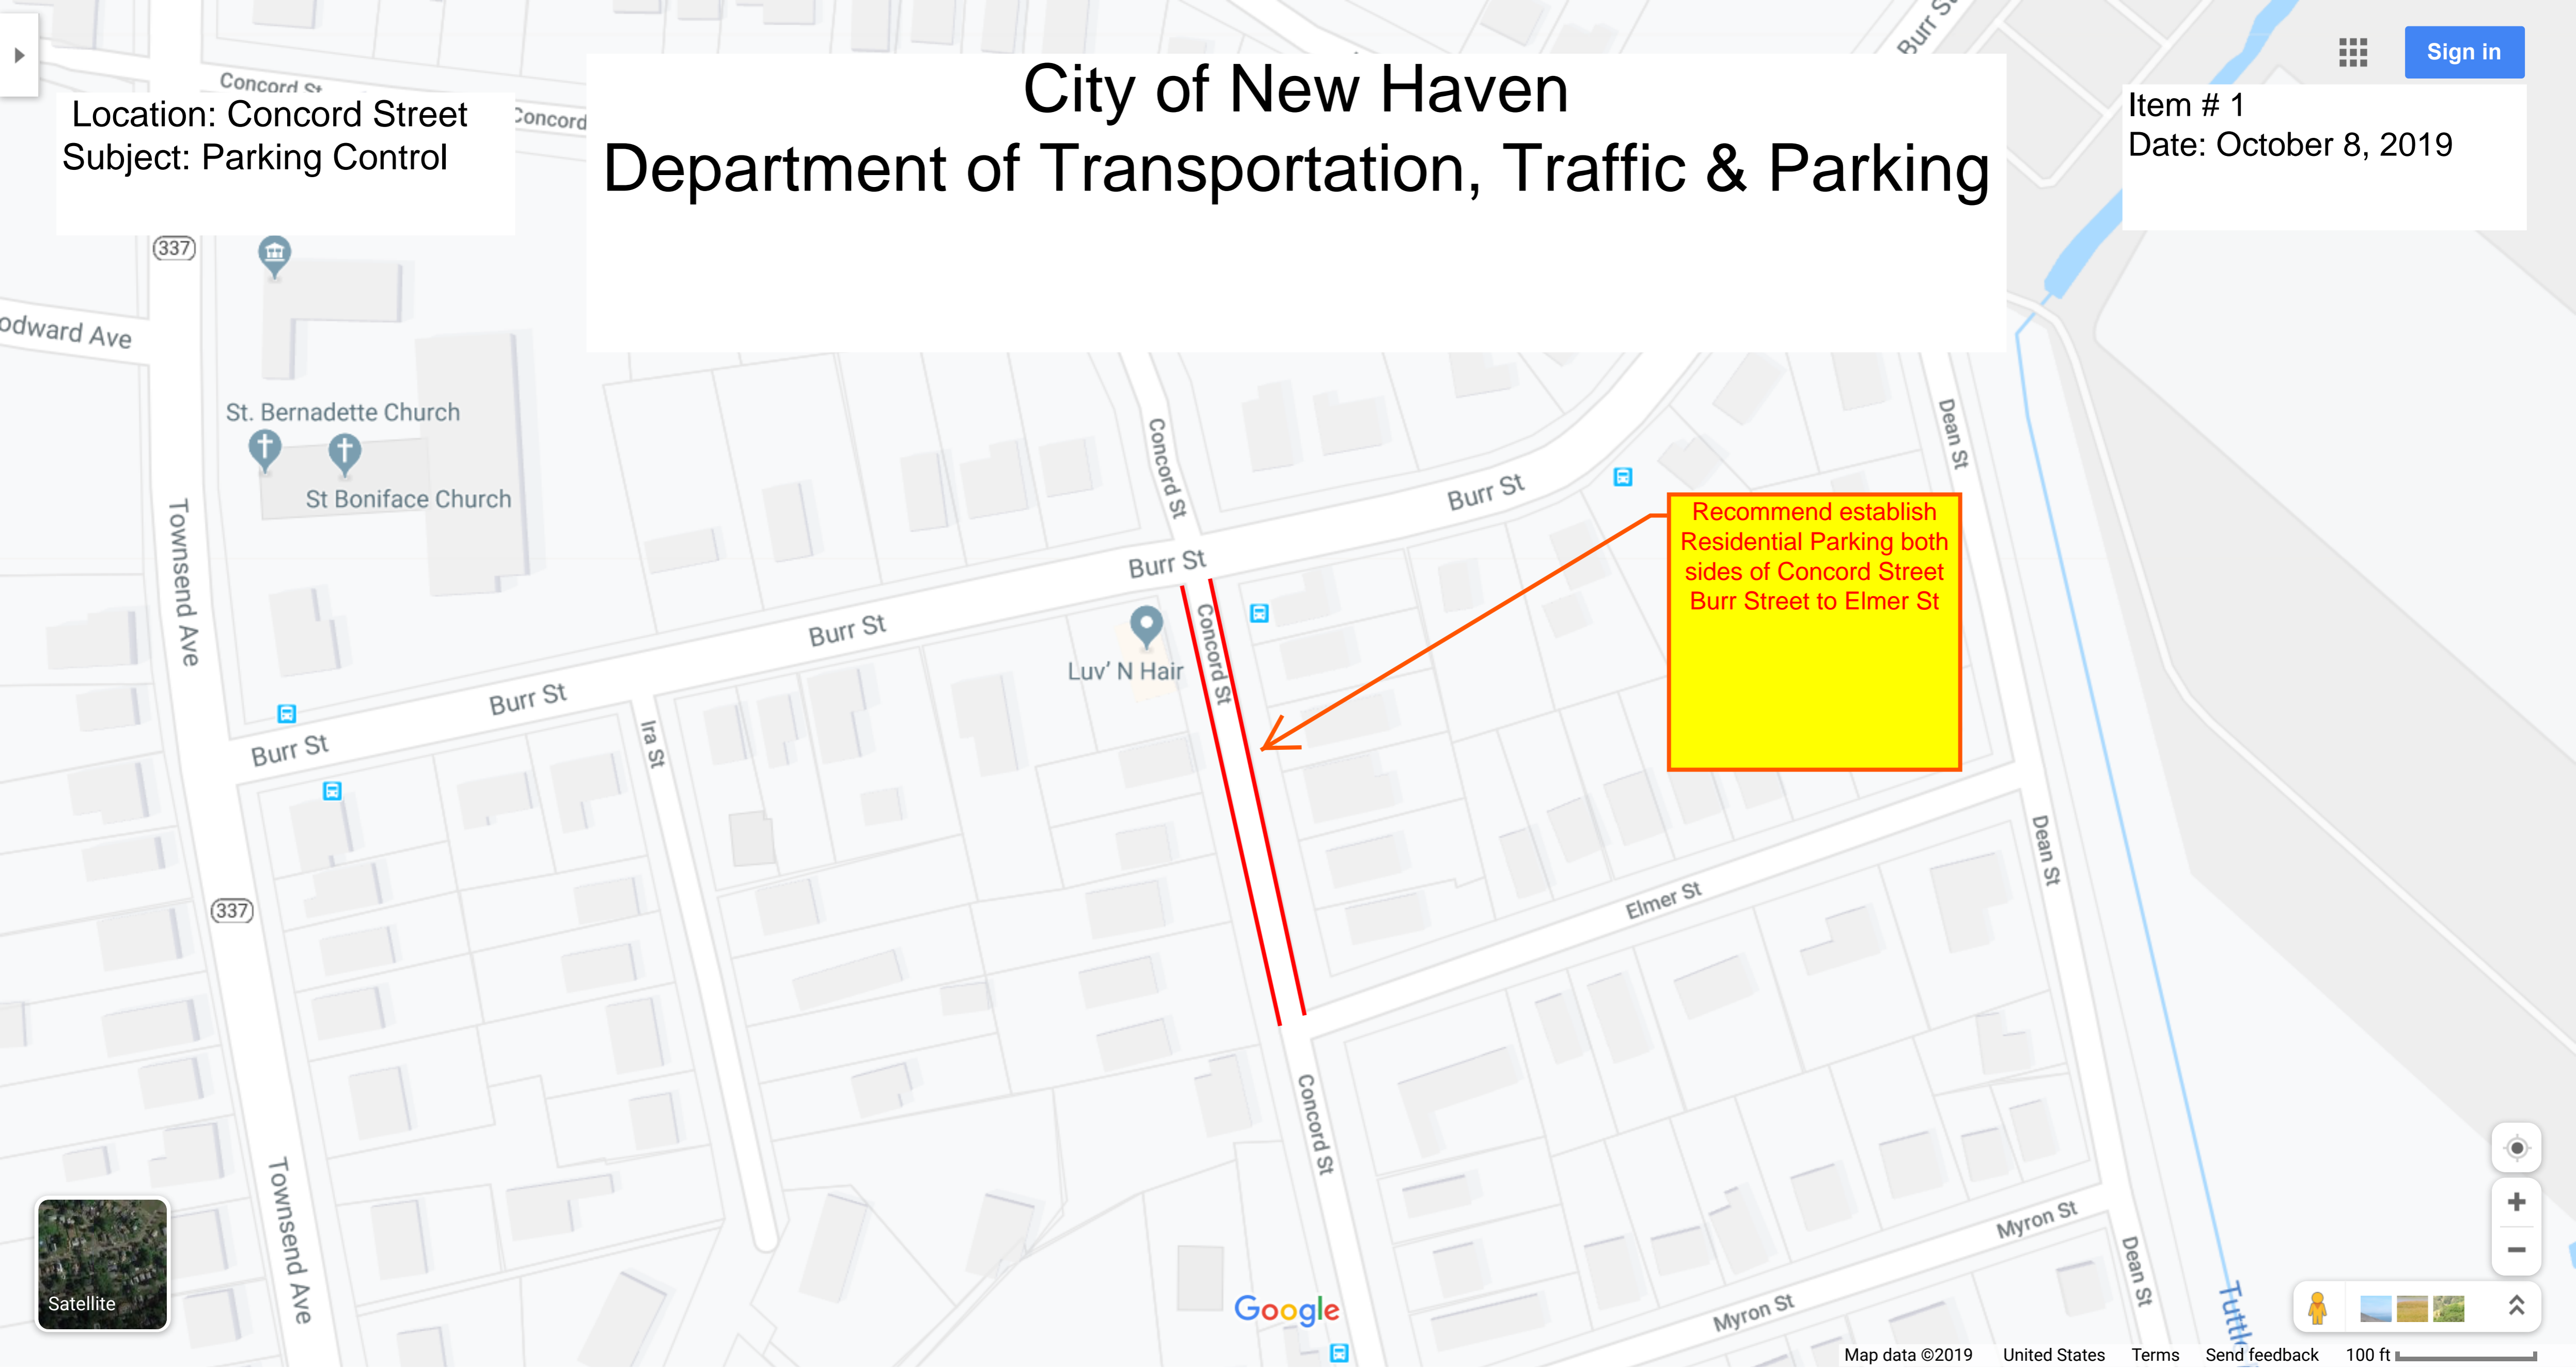 City of New Haven
Department of Transportation, Traffic & Parking
Location: Concord Street
Subject: Parking Control
Item # 1
Date: October 8, 2019
Sign in
Concord St
Concord
Burr St
337
odward Ave
St. Bernadette Church
St Boniface Church
Townsend Ave
Concord St
Burr St
Dean St
Recommend establish
Residential Parking both
sides of Concord Street
Burr Street to Elmer St
Burr St
Concord St
Burr St
Luv' N Hair
Burr St
Ira St
Burr St
337
Elmer St
Dean St
Concord St
Townsend Ave
Myron St
Dean St
Myron St
Tuttl
Satellite
Google
Map data ©2019 United States Terms Send feedback 100 ft